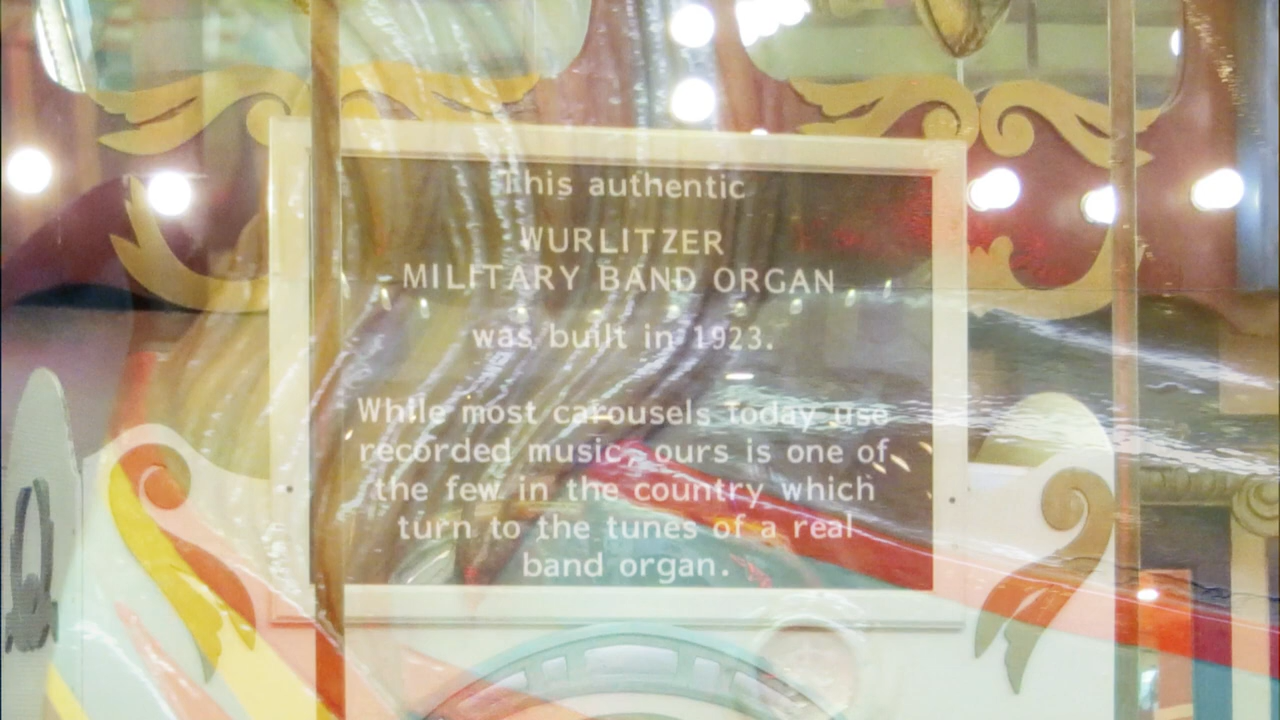 This authentic
WURLITZER
MILITARY BAND ORGAN
was built in 1923.
While most carousels today use
recorded music, ours is one of
the few in the country which
turn to the tunes of a real
band organ.